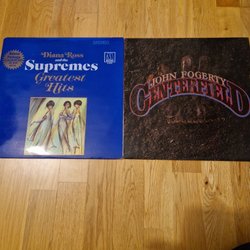 Diana Ross
and the
Supremes
Greatest
Hits
JOHN FOGERTY
CENTERFIELD